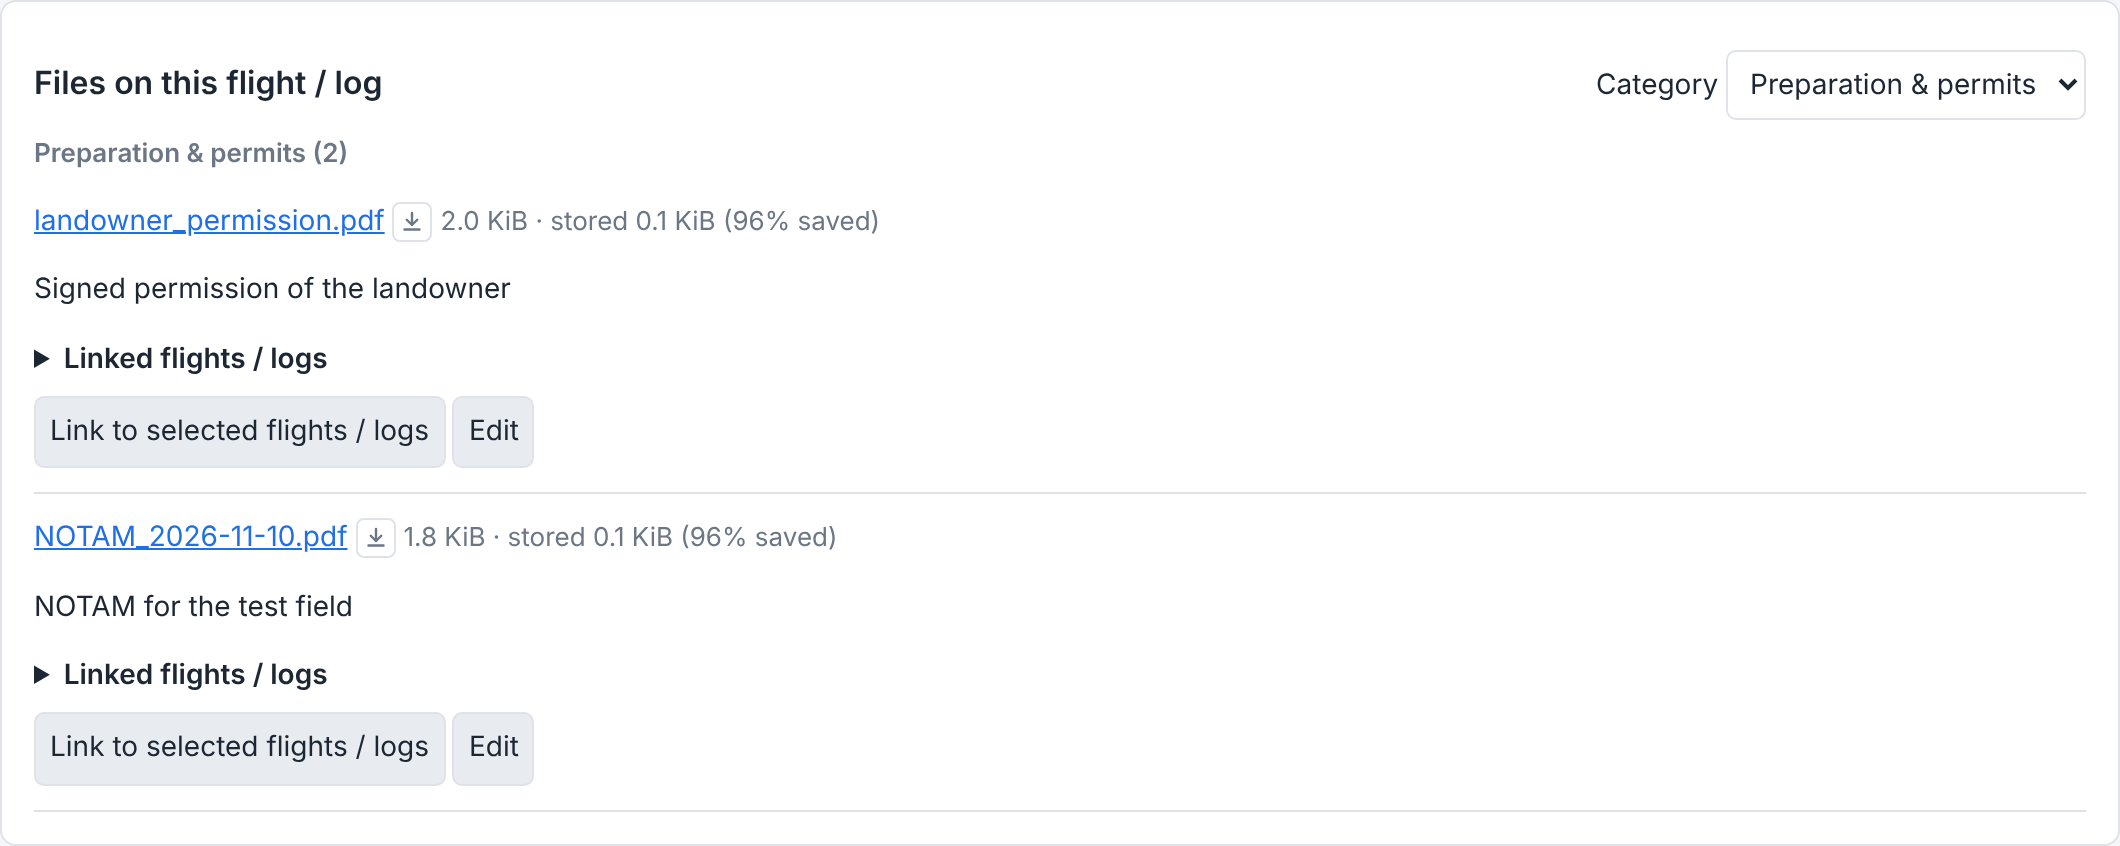 Files on this flight / log
Category Preparation & permits
Preparation & permits (2)
landowner_permission.pdf 2.0 KiB · stored 0.1 KiB (96% saved)
Signed permission of the landowner
Linked flights / logs
Link to selected flights / logs Edit
NOTAM_2026-11-10.pdf 1.8 KiB · stored 0.1 KiB (96% saved)
NOTAM for the test field
Linked flights / logs
Link to selected flights / logs Edit